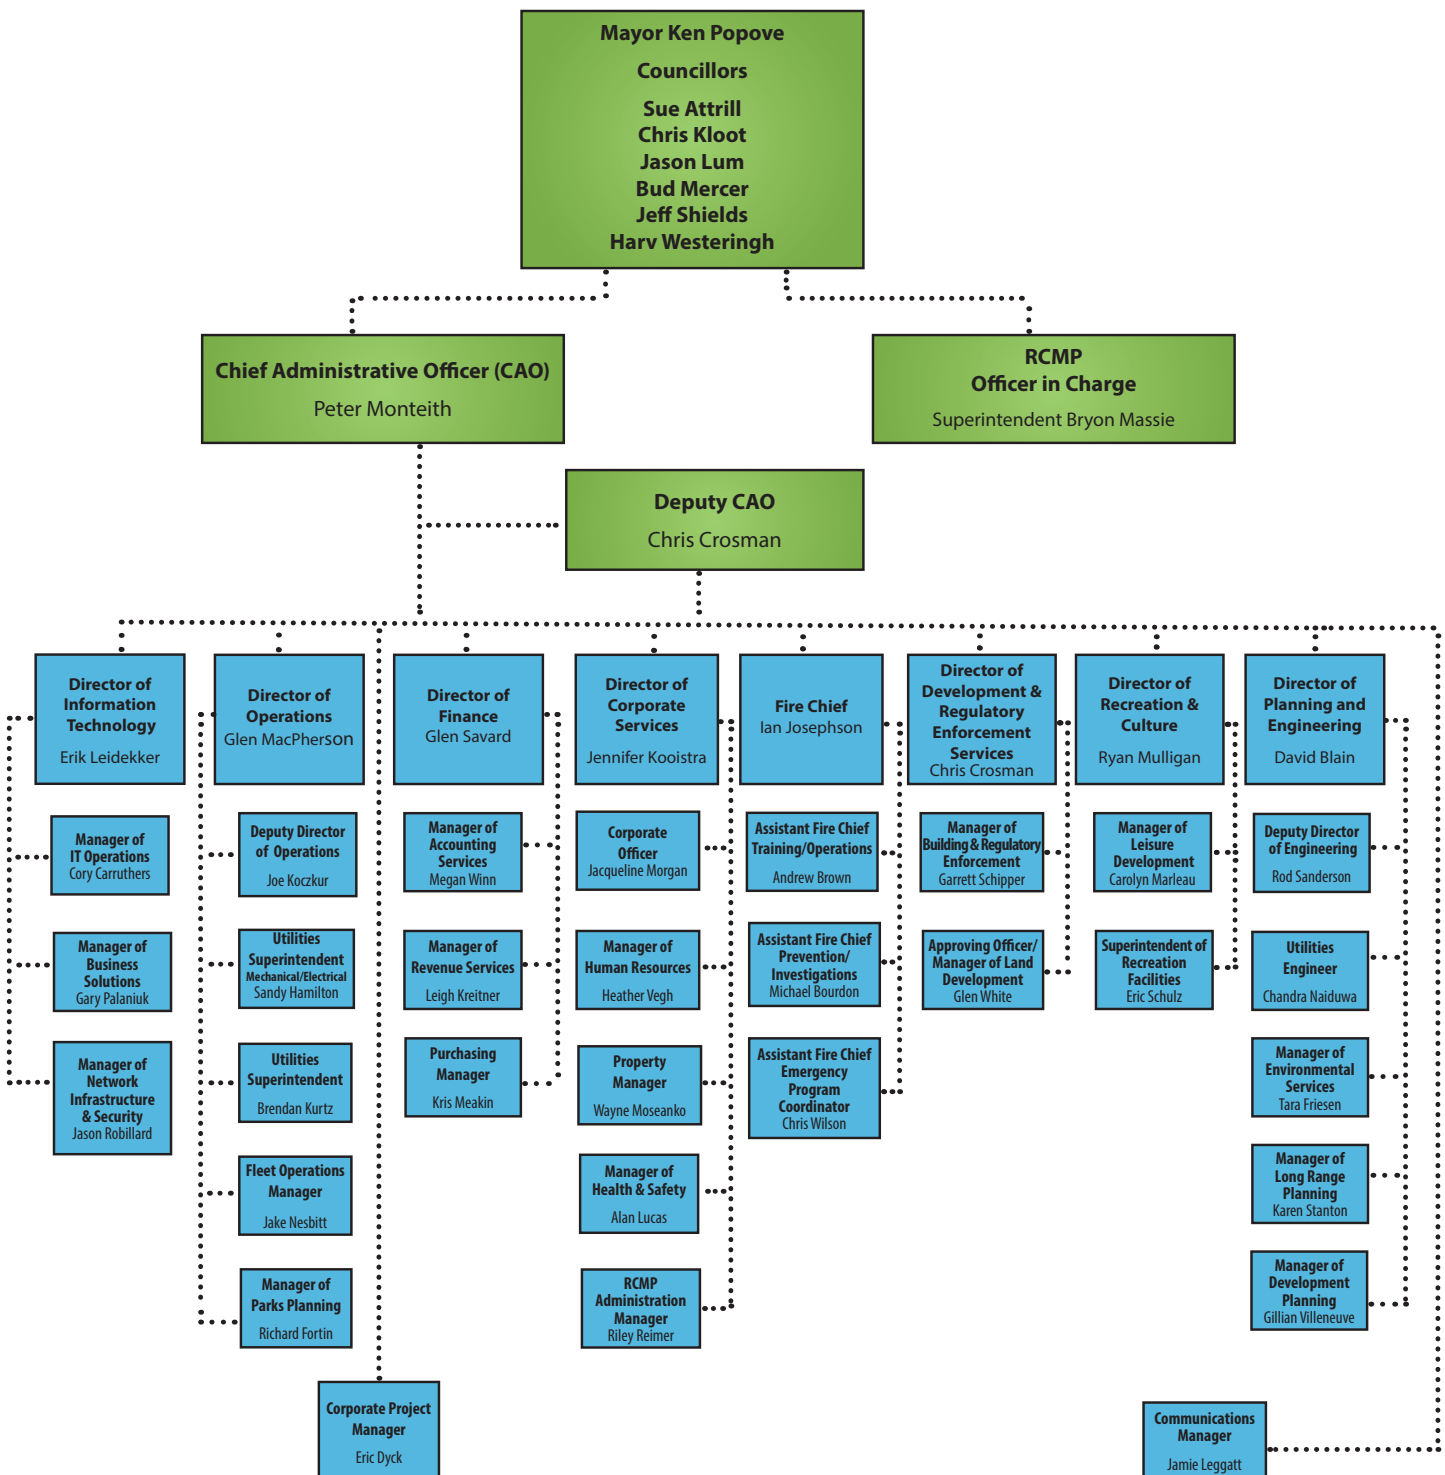 Mayor Ken Popove
Councillors
Sue Attrill
Chris Kloot
Jason Lum
Bud Mercer
Jeff Shields
Harv Westeringh
Chief Administrative Officer (CAO)
Peter Monteith
RCMP
Officer in Charge
Superintendent Bryon Massie
Deputy CAO
Chris Crosman
Director of
Information
Technology
Erik Leidekker
Director of
Operations
Glen MacPherson
Director of
Finance
Glen Savard
Director of
Corporate
Services
Jennifer Kooistra
Fire Chief
Ian Josephson
Director of
Development &
Regulatory
Enforcement
Services
Chris Crosman
Director of
Recreation &
Culture
Ryan Mulligan
Director of
Planning and
Engineering
David Blain
Manager of
IT Operations
Cory Carruthers
Deputy Director
of Operations
Joe Koczkur
Manager of
Accounting
Services
Megan Winn
Corporate
Officer
Jacqueline Morgan
Assistant Fire Chief
Training/Operations
Andrew Brown
Manager of
Building & Regulatory
Enforcement
Garrett Schipper
Manager of
Leisure
Development
Carolyn Marleau
Deputy Director
of Engineering
Rod Sanderson
Manager of
Business
Solutions
Gary Palaniuk
Utilities
Superintendent
Mechanical/Electrical
Sandy Hamilton
Manager of
Revenue Services
Leigh Kreitner
Manager of
Human Resources
Heather Vegh
Assistant Fire Chief
Prevention/
Investigations
Michael Bourdon
Approving Officer/
Manager of Land
Development
Glen White
Superintendent of
Recreation
Facilities
Eric Schulz
Utilities
Engineer
Chandra Naiduwa
Manager of
Network
Infrastructure
& Security
Jason Robillard
Utilities
Superintendent
Brendan Kurtz
Purchasing
Manager
Kris Meakin
Property
Manager
Wayne Moseanko
Assistant Fire Chief
Emergency
Program
Coordinator
Chris Wilson
Manager of
Environmental
Services
Tara Friesen
Fleet Operations
Manager
Jake Nesbitt
Manager of
Health & Safety
Alan Lucas
Manager of
Long Range
Planning
Karen Stanton
Manager of
Parks Planning
Richard Fortin
RCMP
Administration
Manager
Riley Reimer
Manager of
Development
Planning
Gillian Villeneuve
Corporate Project
Manager
Eric Dyck
Communications
Manager
Jamie Leggatt